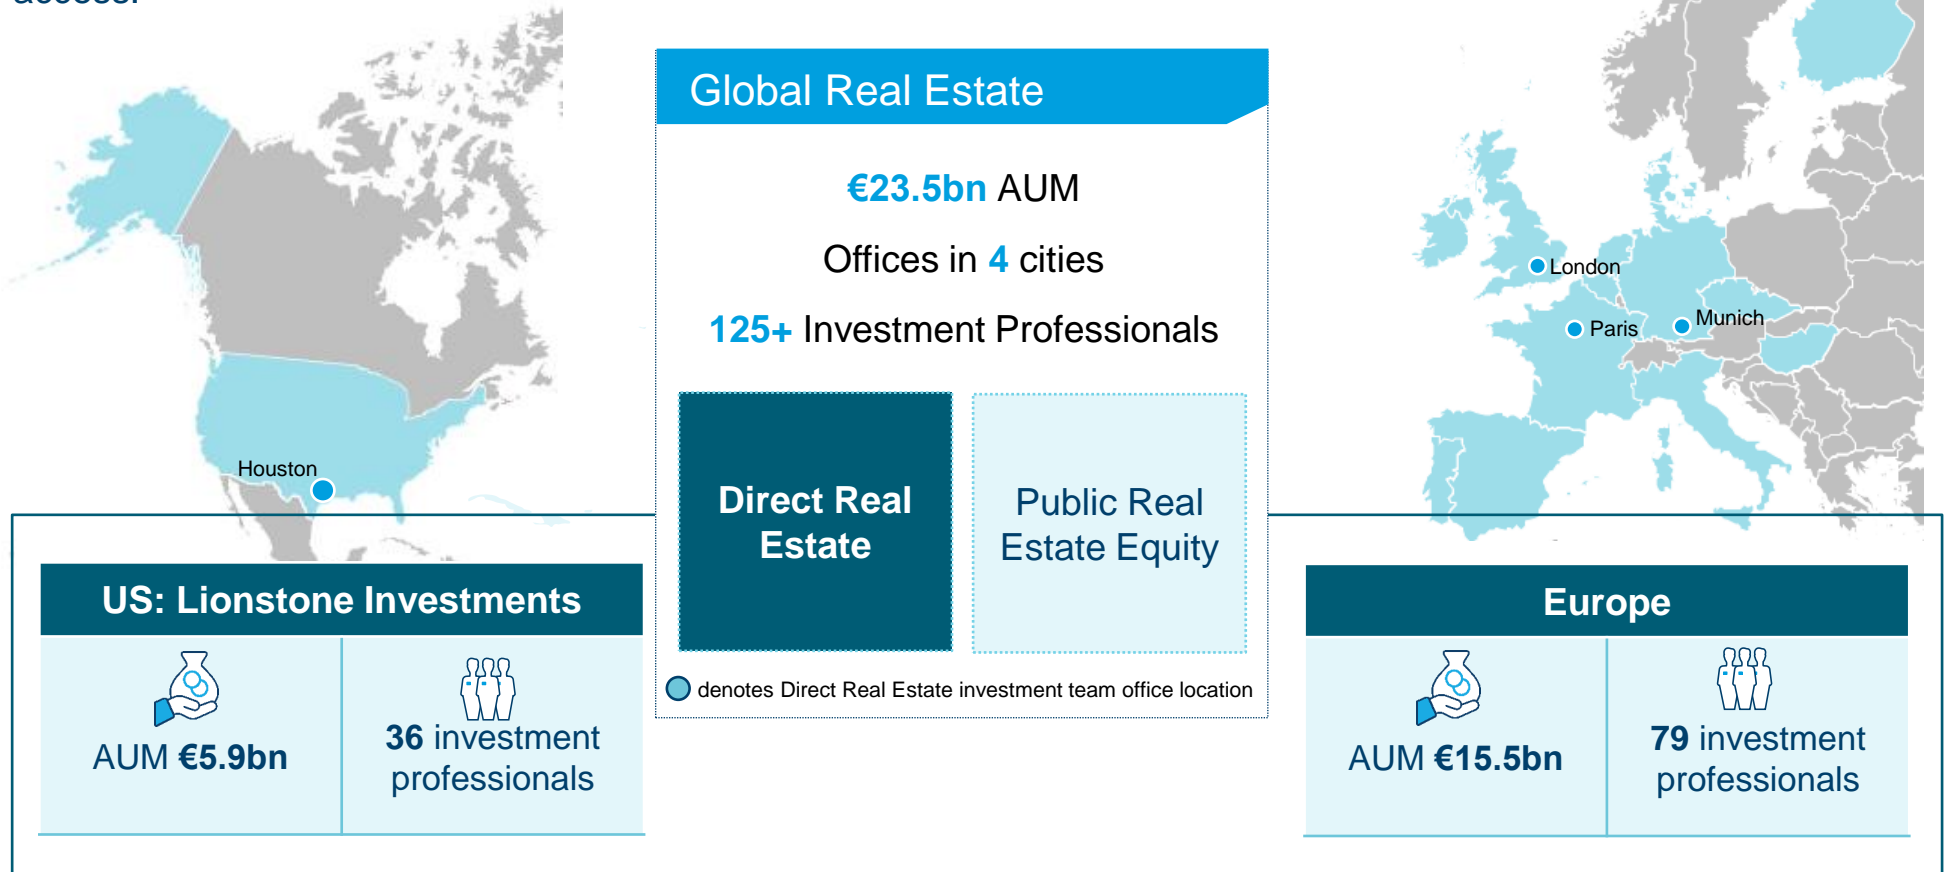 access.
Global Real Estate
€23.5bn AUM
Offices in 4 cities
125+ Investment Professionals
Direct Real
Estate
Public Real
Estate Equity
denotes Direct Real Estate investment team office location
Houston
London
Paris
Munich
US: Lionstone Investments
AUM €5.9bn
36 investment
professionals
Europe
AUM €15.5bn
79 investment
professionals